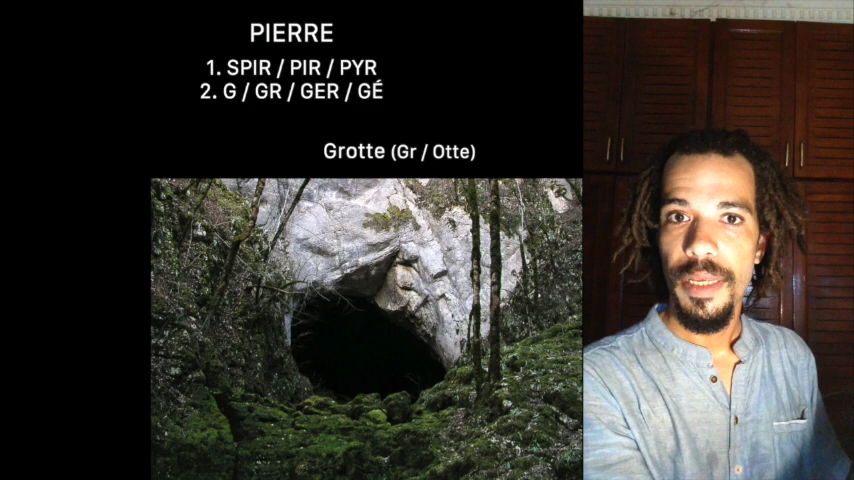 PIERRE
1. SPIR / PIR / PYR
2. G / GR / GER / GÉ
Grotte (Gr / Otte)